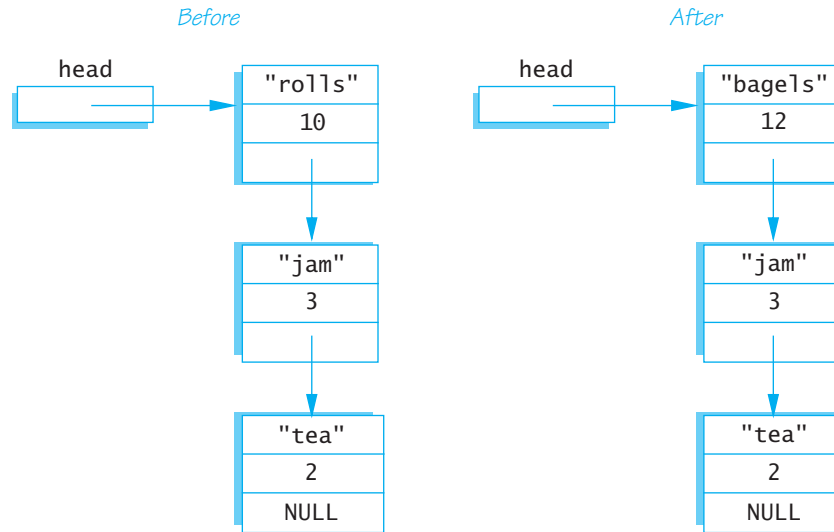 Before
head
"rolls"
10
"jam"
3
"tea"
2
NULL
After
head
"bagels"
12
"jam"
3
"tea"
2
NULL